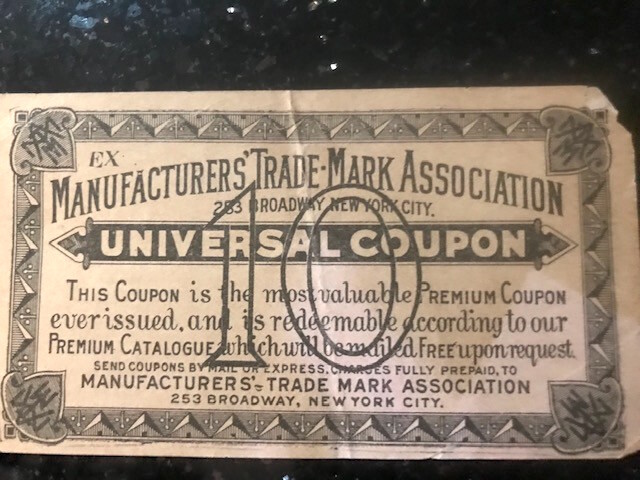 EX
MANUFACTURERS' TRADE-MARK ASSOCIATION
253 BROADWAY, NEW YORK CITY.
UNIVERSAL COUPON
10
THIS COUPON is the most valuable PREMIUM COUPON
ever issued, and is redeemable according to our
PREMIUM CATALOGUE which will be mailed FREE upon request.
SEND COUPONS BY MAIL OR EXPRESS, CHARGES FULLY PREPAID, TO
MANUFACTURERS'-TRADE MARK ASSOCIATION
253 BROADWAY, NEW YORK CITY.